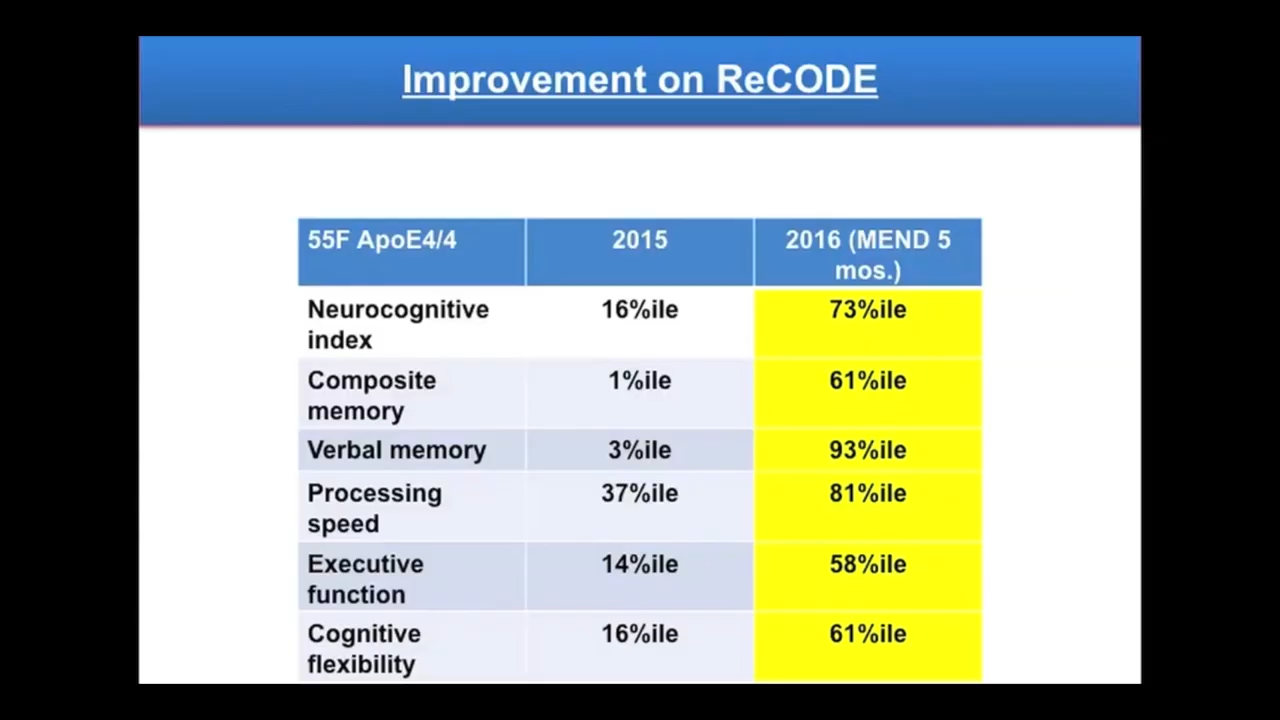 Improvement on ReCODE
55F ApoE4/4 2015 2016 (MEND 5
mos.)
Neurocognitive 16%ile 73%ile
index
Composite 1%ile 61%ile
memory
Verbal memory 3%ile 93%ile
Processing 37%ile 81%ile
speed
Executive 14%ile 58%ile
function
Cognitive 16%ile 61%ile
flexibility